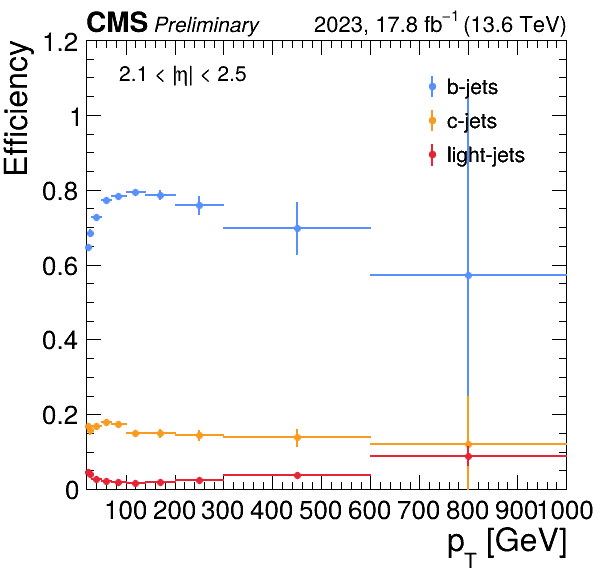 CMS Preliminary 2023, 17.8 fb⁻¹ (13.6 TeV)
Efficiency
2.1 < |η| < 2.5
b-jets
c-jets
light-jets
1.2
1
0.8
0.6
0.4
0.2
0
100 200 300 400 500 600 700 800 900 1000
p_T [GeV]